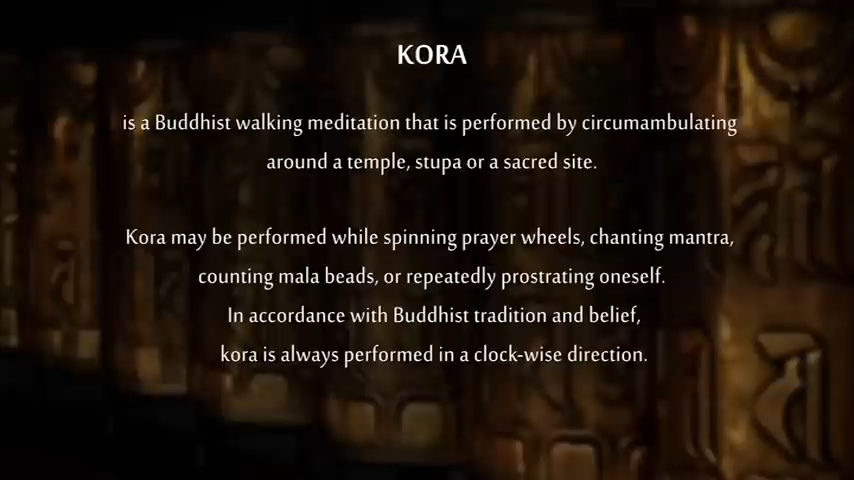 KORA
is a Buddhist walking meditation that is performed by circumambulating
around a temple, stupa or a sacred site.
Kora may be performed while spinning prayer wheels, chanting mantra,
counting mala beads, or repeatedly prostrating oneself.
In accordance with Buddhist tradition and belief,
kora is always performed in a clock-wise direction.